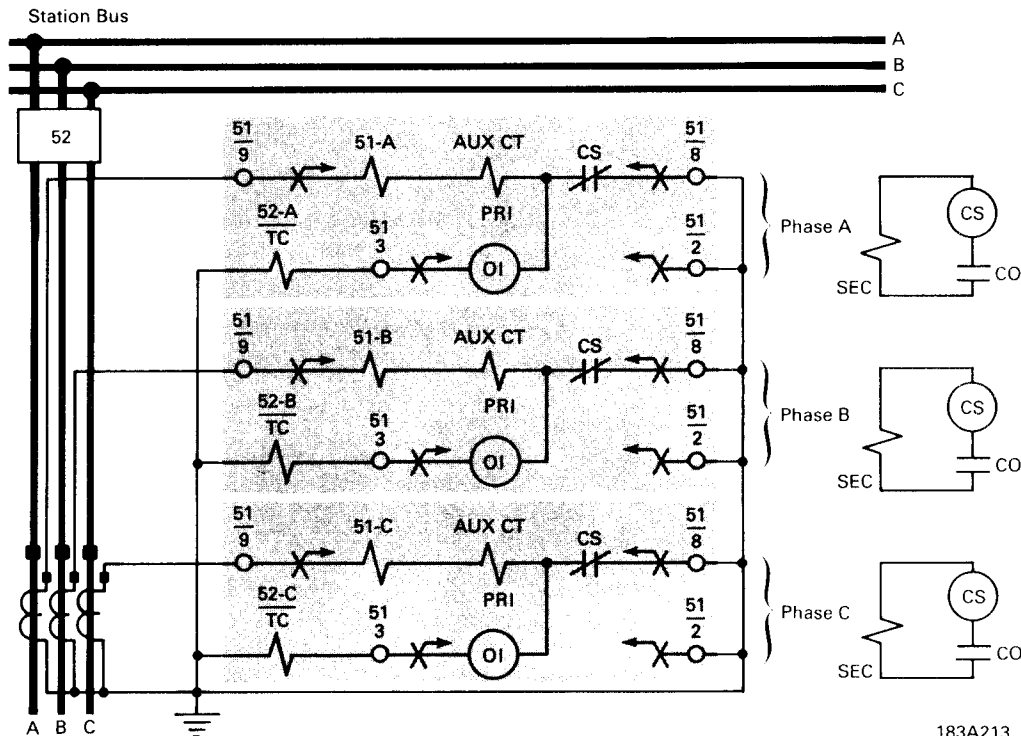 Station Bus
A
B
C
52
51
9
51-A
AUX CT
PRI
CS
51
8
52-A
TC
51
3
OI
51
2
Phase A
CS
SEC
CO
51
9
51-B
AUX CT
PRI
CS
51
8
52-B
TC
51
3
OI
51
2
Phase B
CS
SEC
CO
51
9
51-C
AUX CT
PRI
CS
51
8
52-C
TC
51
3
OI
51
2
Phase C
CS
SEC
CO
A B C
183A213